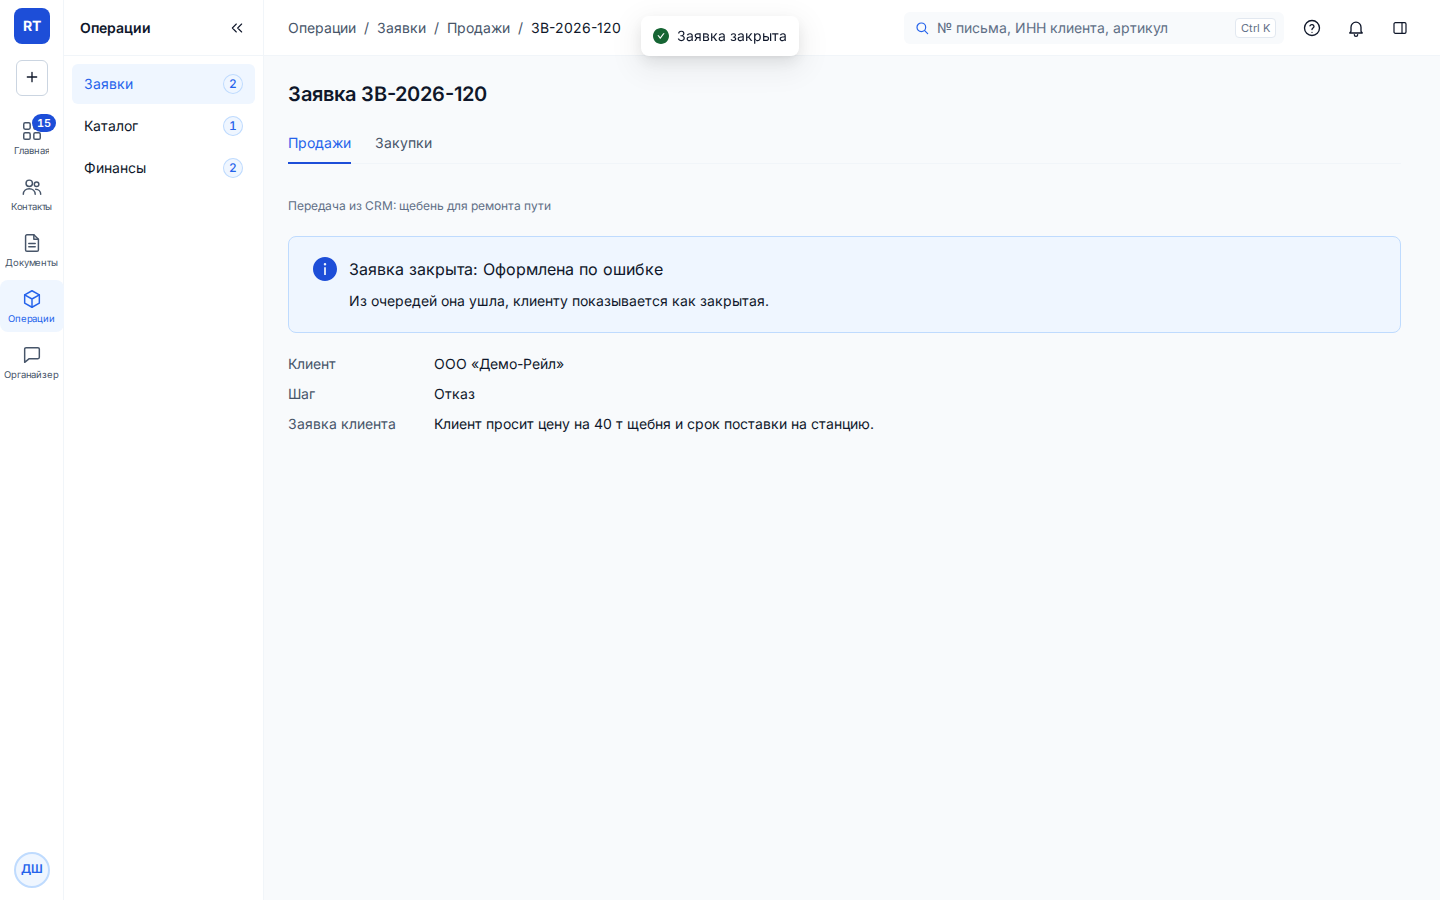 RT
Операции
Операции / Заявки / Продажи / ЗВ-2026-120
Заявка закрыта
№ письма, ИНН клиента, артикул
Ctrl K
15
Главная
Контакты
Документы
Операции
Органайзер
ДШ
Заявки 2
Каталог 1
Финансы 2
Заявка ЗВ-2026-120
Продажи Закупки
Передача из CRM: щебень для ремонта пути
Заявка закрыта: Оформлена по ошибке
Из очередей она ушла, клиенту показывается как закрытая.
Клиент ООО «Демо-Рейл»
Шаг Отказ
Заявка клиента Клиент просит цену на 40 т щебня и срок поставки на станцию.